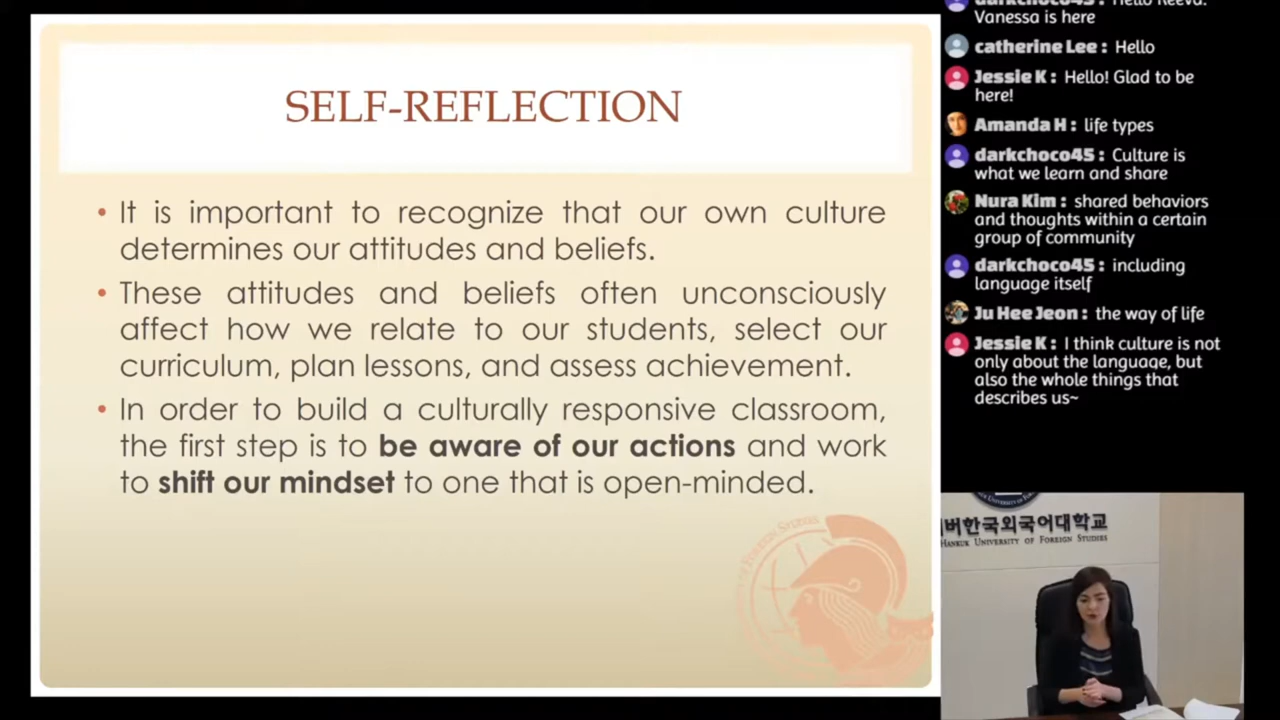 SELF-REFLECTION
• It is important to recognize that our own culture
determines our attitudes and beliefs.
• These attitudes and beliefs often unconsciously
affect how we relate to our students, select our
curriculum, plan lessons, and assess achievement.
• In order to build a culturally responsive classroom,
the first step is to be aware of our actions and work
to shift our mindset to one that is open-minded.
darkchoco45 : Hello Reeva.
Vanessa is here
catherine Lee : Hello
Jessie K : Hello! Glad to be
here!
Amanda H : life types
darkchoco45 : Culture is
what we learn and share
Nura Kim : shared behaviors
and thoughts within a certain
group of community
darkchoco45 : including
language itself
Ju Hee Jeon : the way of life
Jessie K : I think culture is not
only about the language, but
also the whole things that
describes us~
버한국외국어대학교
HANKUK UNIVERSITY OF FOREIGN STUDIES